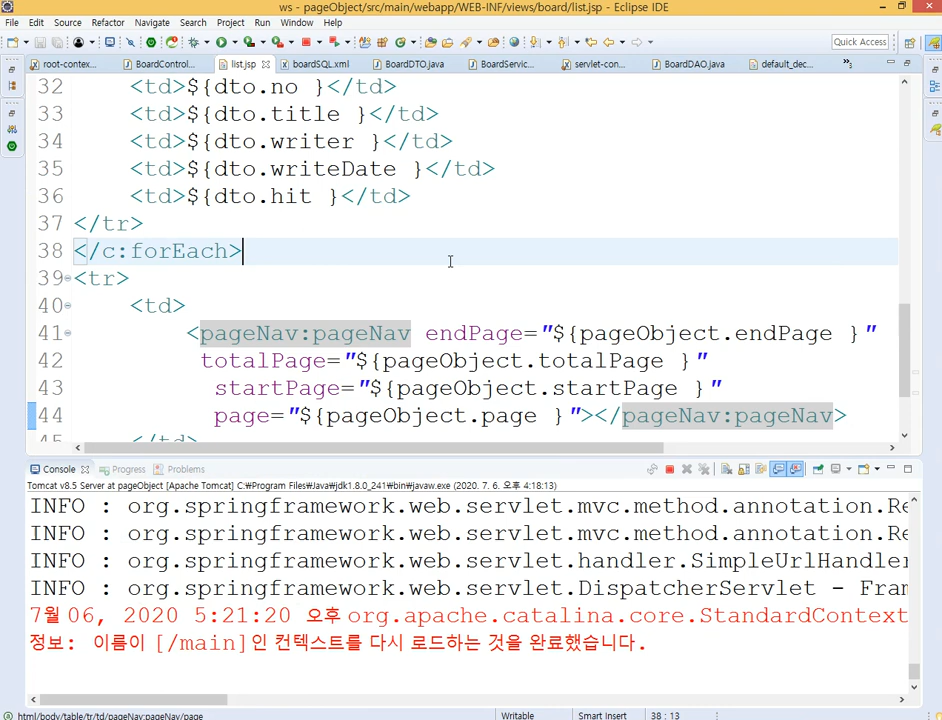 ws - pageObject/src/main/webapp/WEB-INF/views/board/list.jsp - Eclipse IDE
File Edit Source Refactor Navigate Search Project Run Window Help
Quick Access
root-contex... BoardControl... list.jsp boardSQL.xml BoardDTO.java BoardServic... servlet-con... BoardDAO.java default_dec...
32 <td>${dto.no }</td>
33 <td>${dto.title }</td>
34 <td>${dto.writer }</td>
35 <td>${dto.writeDate }</td>
36 <td>${dto.hit }</td>
37 </tr>
38 </c:forEach>
39 <tr>
40 <td>
41 <pageNav:pageNav endPage="${pageObject.endPage }"
42 totalPage="${pageObject.totalPage }"
43 startPage="${pageObject.startPage }"
44 page="${pageObject.page }"></pageNav:pageNav>
45 </td>
Console Progress Problems
Tomcat v8.5 Server at pageObject [Apache Tomcat] C:\Program Files\Java\jdk1.8.0_241\bin\javaw.exe (2020. 7. 6. 오후 4:18:13)
INFO : org.springframework.web.servlet.mvc.method.annotation.Re
INFO : org.springframework.web.servlet.mvc.method.annotation.Re
INFO : org.springframework.web.servlet.handler.SimpleUrlHandler
INFO : org.springframework.web.servlet.DispatcherServlet - Fram
7월 06, 2020 5:21:20 오후 org.apache.catalina.core.StandardContext
정보: 이름이 [/main]인 컨텍스트를 다시 로드하는 것을 완료했습니다.
html/body/table/tr/td/pageNav:pageNav/page Writable Smart Insert 38 : 13